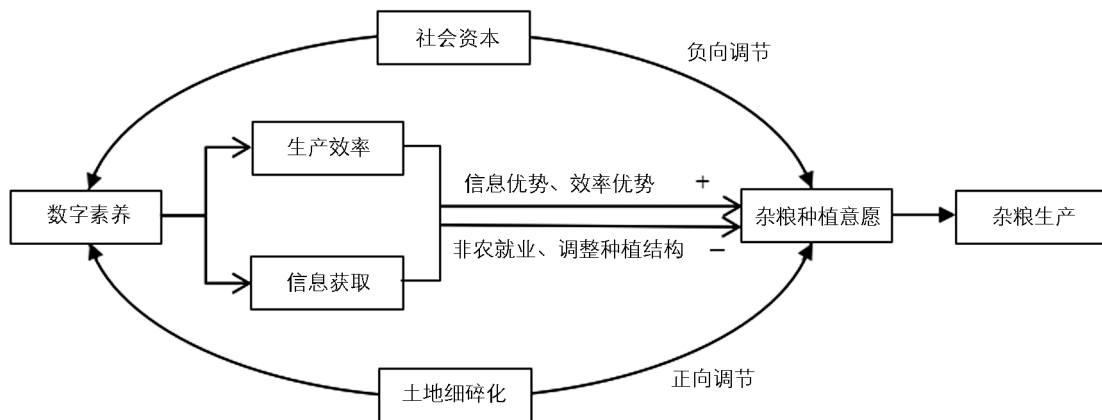 社会资本
负向调节
生产效率
信息优势、效率优势 +
数字素养
杂粮种植意愿
杂粮生产
非农就业、调整种植结构 −
信息获取
土地细碎化
正向调节